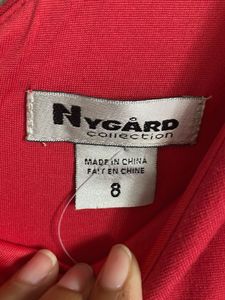 NYGÅRD
collection
MADE IN CHINA
FAIT EN CHINE
8